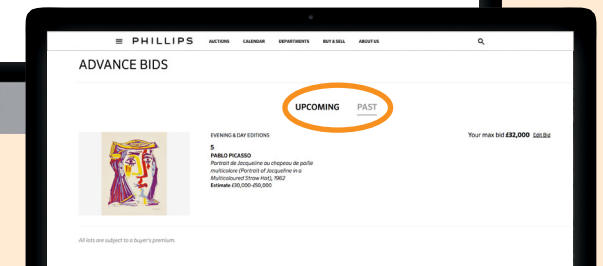 PHILLIPS AUCTIONS CALENDAR DEPARTMENTS BUY & SELL ABOUT US
ADVANCE BIDS
UPCOMING PAST
EVENING & DAY EDITIONS
5
PABLO PICASSO
Portrait de Jacqueline au chapeau de paille
multicolore (Portrait of Jacqueline in a
Multicoloured Straw Hat), 1962
Estimate £30,000–£50,000
Your max bid £32,000 Edit Bid
All lots are subject to a buyer's premium.